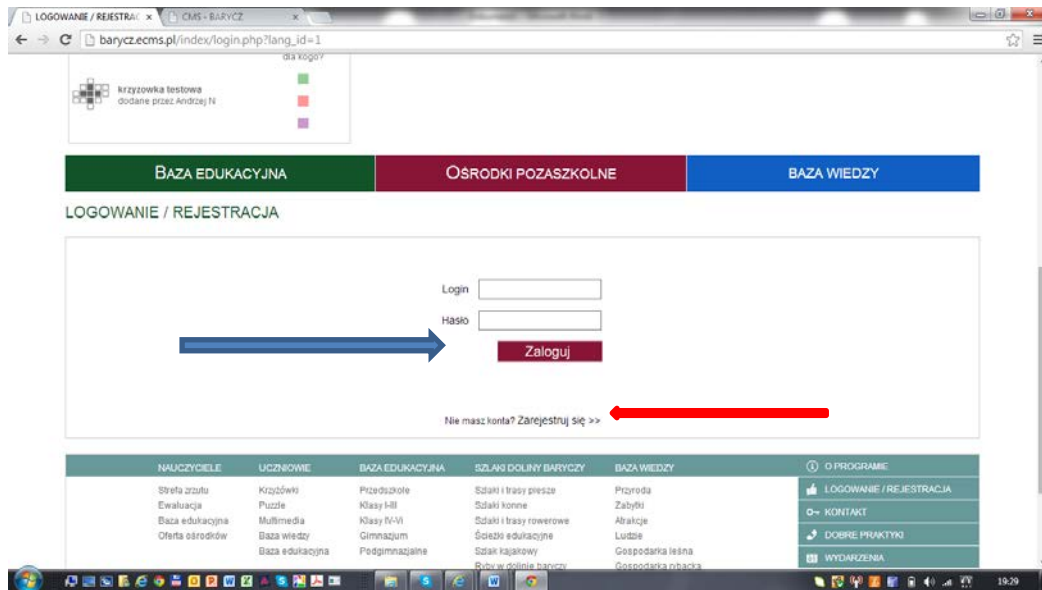 LOGOWANIE / REJESTRAC
CMS - BARYCZ
barycz.ecms.pl/index/login.php?lang_id=1
dla kogo?
krzyzowka testowa
dodane przez Andrzej N
BAZA EDUKACYJNA
OŚRODKI POZASZKOLNE
BAZA WIEDZY
LOGOWANIE / REJESTRACJA
Login
Hasło
Zaloguj
Nie masz konta? Zarejestruj się >>
NAUCZYCIELE
Strefa zrzutu
Ewaluacja
Baza edukacyjna
Oferta ośrodków
UCZNIOWIE
Krzyżówki
Puzzle
Multimedia
Baza wiedzy
Baza edukacyjna
BAZA EDUKACYJNA
Przedszkole
Klasy I-III
Klasy IV-VI
Gimnazjum
Podgimnazjalne
SZLAKI DOLINY BARYCZY
Szlaki i trasy piesze
Szlaki konne
Szlaki i trasy rowerowe
Ścieżki edukacyjne
Szlak kajakowy
Ryby w dolinie baryczy
BAZA WIEDZY
Przyroda
Zabytki
Atrakcje
Ludzie
Gospodarka leśna
Gospodarka rybacka
O PROGRAMIE
LOGOWANIE / REJESTRACJA
KONTAKT
DOBRE PRAKTYKI
WYDARZENIA
19:29